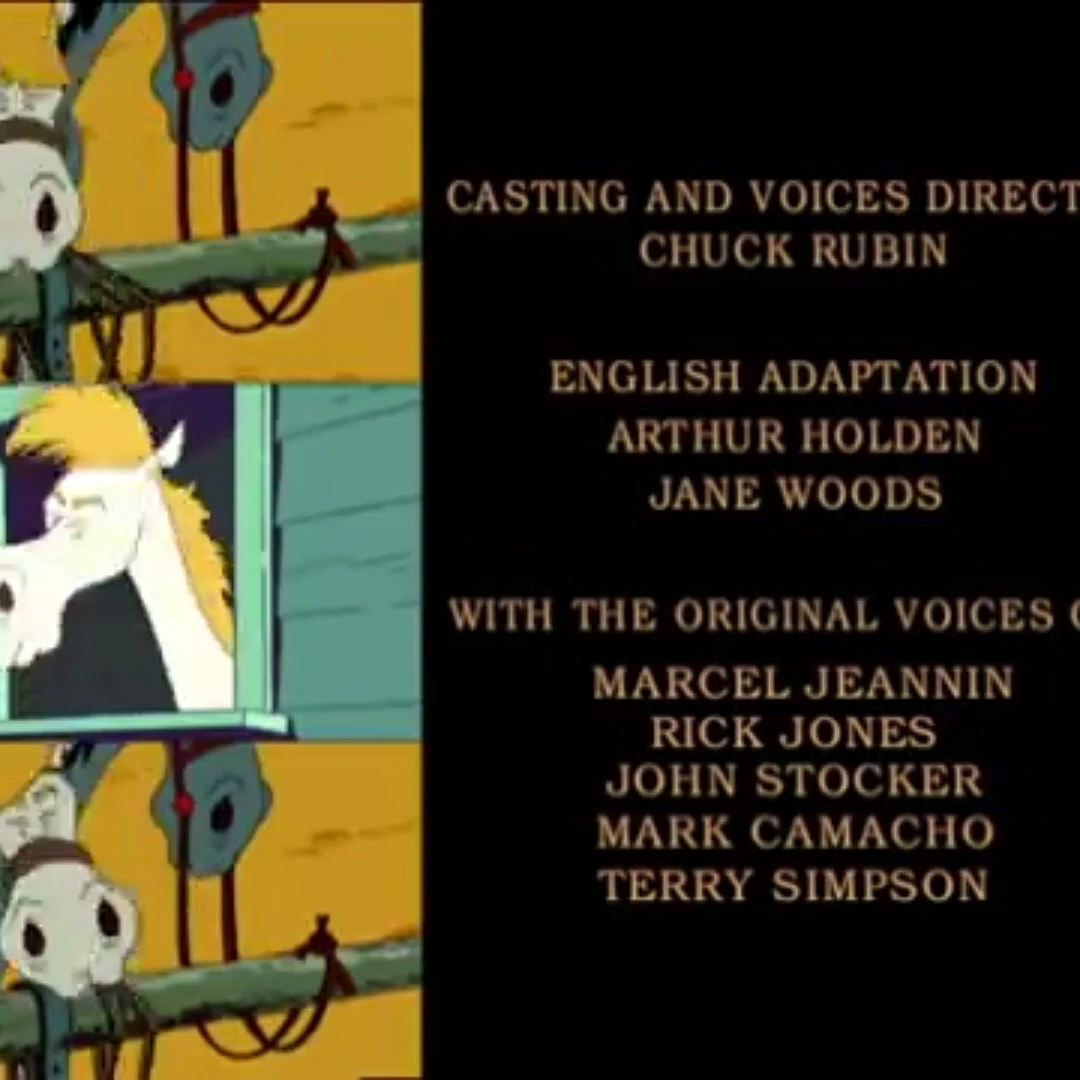 CASTING AND VOICES DIRECT
CHUCK RUBIN
ENGLISH ADAPTATION
ARTHUR HOLDEN
JANE WOODS
WITH THE ORIGINAL VOICES
MARCEL JEANNIN
RICK JONES
JOHN STOCKER
MARK CAMACHO
TERRY SIMPSON